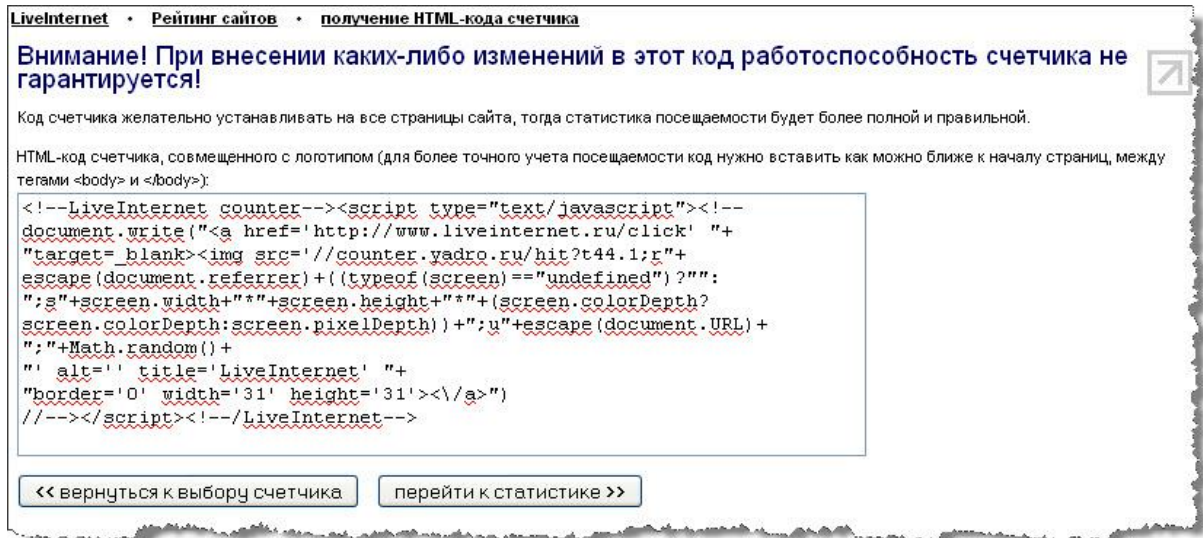 LiveInternet • Рейтинг сайтов • получение HTML-кода счетчика
Внимание! При внесении каких-либо изменений в этот код работоспособность счетчика не
гарантируется!
Код счетчика желательно устанавливать на все страницы сайта, тогда статистика посещаемости будет более полной и правильной.
HTML-код счетчика, совмещенного с логотипом (для более точного учета посещаемости код нужно вставить как можно ближе к началу страниц, между
тегами <body> и </body>):
<!--LiveInternet counter--><script type="text/javascript"><!--
document.write("<a href='http://www.liveinternet.ru/click' "+
"target=_blank><img src='//counter.yadro.ru/hit?t44.1;r"+
escape(document.referrer)+((typeof(screen)=="undefined")?"":
";s"+screen.width+"*"+screen.height+"*"+(screen.colorDepth?
screen.colorDepth:screen.pixelDepth))+";u"+escape(document.URL)+
";"+Math.random()+
"' alt='' title='LiveInternet' "+
"border='0' width='31' height='31'><\/a>")
//--></script><!--/LiveInternet-->
<< вернуться к выбору счетчика
перейти к статистике >>